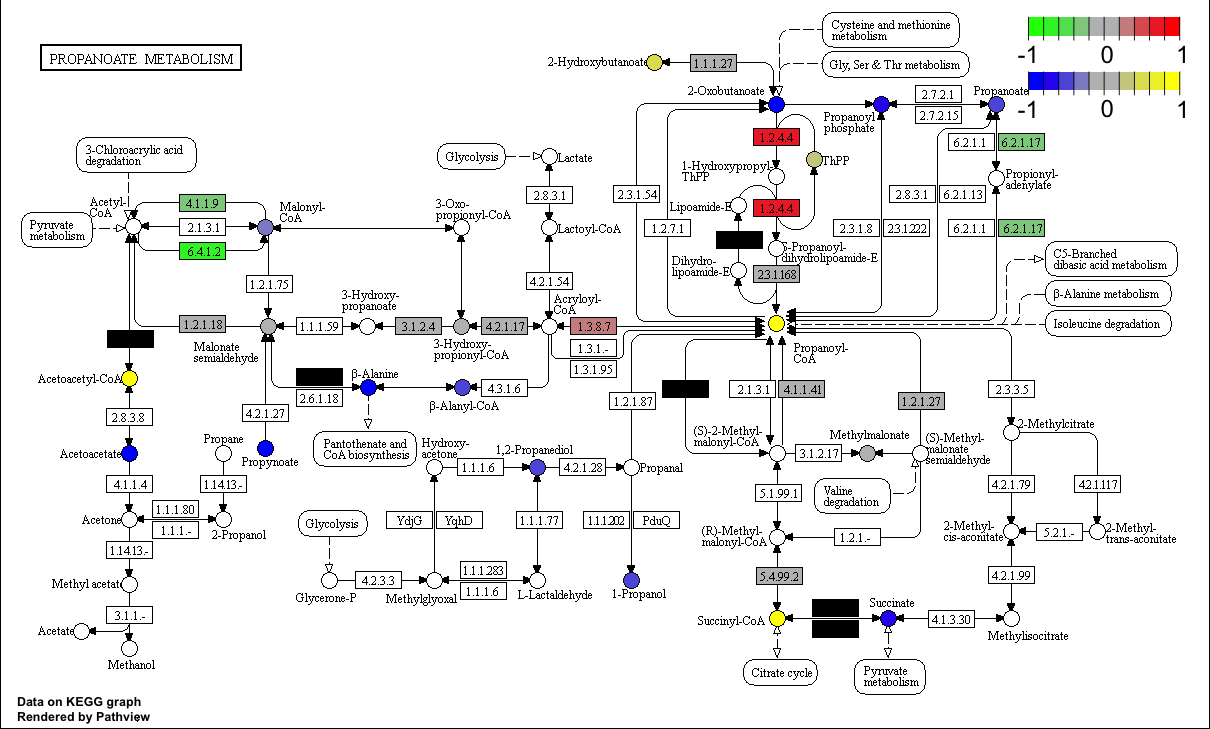 PROPANOATE METABOLISM
-1 0 1
-1 0 1
Cysteine and methionine
metabolism
Gly, Ser & Thr metabolism
2-Hydroxybutanoate
1.1.1.27
2-Oxobutanoate
Propanoyl
phosphate
2.7.2.1
2.7.2.15
Propanoate
1.2.4.4
ThPP
1-Hydroxypropyl-
ThPP
6.2.1.1
6.2.1.17
Propionyl-
adenylate
3-Chloroacrylic acid
degradation
Glycolysis
Lactate
2.8.3.1
2.3.1.54
2.8.3.1
6.2.1.13
Acetyl-
CoA
4.1.1.9
Malonyl-
CoA
3-Oxo-
propionyl-CoA
Lipoamide-E
1.2.4.4
Pyruvate
metabolism
2.1.3.1
Lactoyl-CoA
1.2.7.1
2.3.1.8
2.3.1.222
6.2.1.1
6.2.1.17
6.4.1.2
S-Propanoyl-
dihydrolipoamide-E
Dihydro-
lipoamide-E
2.3.1.168
C5-Branched
dibasic acid metabolism
1.2.1.75
4.2.1.54
β-Alanine metabolism
3-Hydroxy-
propanoate
Acryloyl-
CoA
1.2.1.18
1.1.1.59
3.1.2.4
4.2.1.17
1.3.8.7
Isoleucine degradation
Malonate
semialdehyde
3-Hydroxy-
propionyl-CoA
1.3.1.-
1.3.1.95
Propanoyl-
CoA
Acetoacetyl-CoA
β-Alanine
2.6.1.18
β-Alanyl-CoA
4.3.1.6
1.2.1.87
2.1.3.1
4.1.1.41
1.2.1.27
2.3.3.5
2.8.3.8
4.2.1.27
2-Methylcitrate
Acetoacetate
Propane
Propynoate
Pantothenate and
CoA biosynthesis
Hydroxy-
acetone
1,2-Propanediol
(S)-2-Methyl-
malonyl-CoA
Methylmalonate
3.1.2.17
(S)-Methyl-
malonate
semialdehyde
1.1.1.6
4.2.1.28
Propanal
4.1.1.4
1.14.13.-
5.1.99.1
Valine
degradation
4.2.1.79
4.2.1.117
Acetone
1.1.1.80
1.1.1.-
2-Propanol
Glycolysis
YdjG
YqhD
1.1.1.77
1.1.1.202
PduQ
(R)-Methyl-
malonyl-CoA
1.2.1.-
2-Methyl-
cis-aconitate
5.2.1.-
2-Methyl-
trans-aconitate
1.14.13.-
Methyl acetate
Glycerone-P
4.2.3.3
Methylglyoxal
1.1.1.283
1.1.1.6
L-Lactaldehyde
1-Propanol
5.4.99.2
4.2.1.99
3.1.1.-
Acetate
Methanol
Succinyl-CoA
Succinate
4.1.3.30
Methylisocitrate
Citrate cycle
Pyruvate
metabolism
Data on KEGG graph
Rendered by Pathview